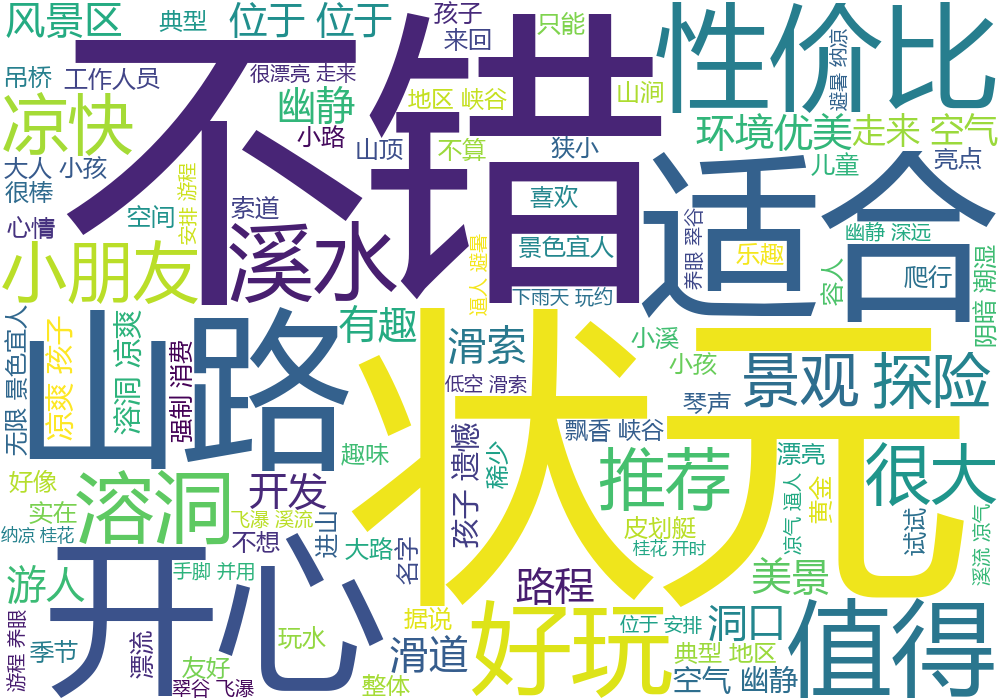 风景区
典型
位于 位于
孩子
来回
只能
性价比
避暑 纳凉
吊桥
工作人员
很漂亮 走来
不错
凉快
幽静
地区 峡谷
山涧
小路
山顶
不算
狭小
环境优美
走来 空气
大人 小孩
很棒
适合
儿童
亮点
心情
空间
安排 游程
索道
喜欢
养眼 翠谷
幽静 深远
小朋友
溪水
逼人 避暑
景色宜人
乐趣
容人
爬行
阴暗 潮湿
下雨天 玩约
无限 景色宜人
凉爽 孩子
溶洞 凉爽
强制 消费
山路
有趣
滑索
小溪
小孩
景观
探险
低空 滑索
状元
琴声
飘香 峡谷
趣味
孩子 遗憾
稀少
推荐
漂亮
很大
好像
溶洞
开发
实在
飞瀑 溪流
进山
皮划艇
凉气 逼人
黄金
试试
溪流 凉气
纳凉 桂花
不想
大路
名字
桂花 开时
游人
手脚 并用
开心
路程
美景
游程 养眼
季节
漂流
友好
玩水
据说
滑道
好玩
位于 安排
洞口
值得
典型 地区
翠谷 飞瀑
整体
空气 幽静